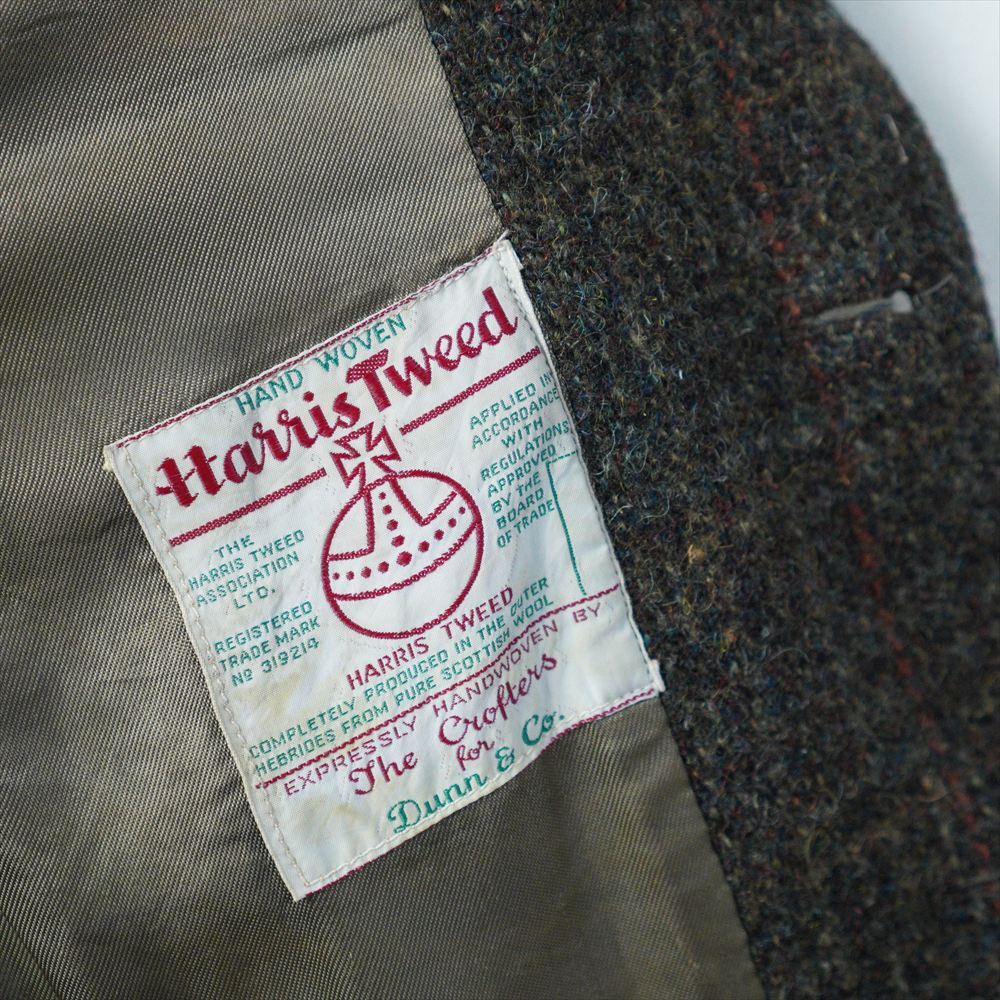 HAND WOVEN
Harris Tweed
THE
HARRIS TWEED
ASSOCIATION
LTD.
REGISTERED
TRADE MARK
Nº 319214
APPLIED IN
ACCORDANCE
WITH
REGULATIONS
APPROVED
BY THE
BOARD
OF TRADE
HARRIS TWEED
COMPLETELY PRODUCED IN THE OUTER
HEBRIDES FROM PURE SCOTTISH WOOL
EXPRESSLY HANDWOVEN BY
The Crofters
for
Dunn & Co.